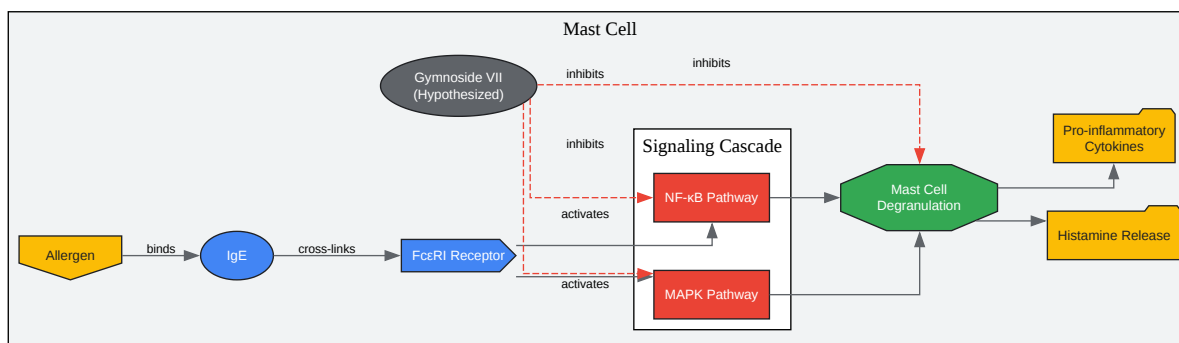 Mast Cell
Gymnoside VII
(Hypothesized)
inhibits
inhibits
inhibits
Signaling Cascade
Pro-inflammatory
Cytokines
NF-κB Pathway
Mast Cell
Degranulation
activates
Histamine Release
Allergen
binds
IgE
cross-links
FcεRI Receptor
activates
MAPK Pathway